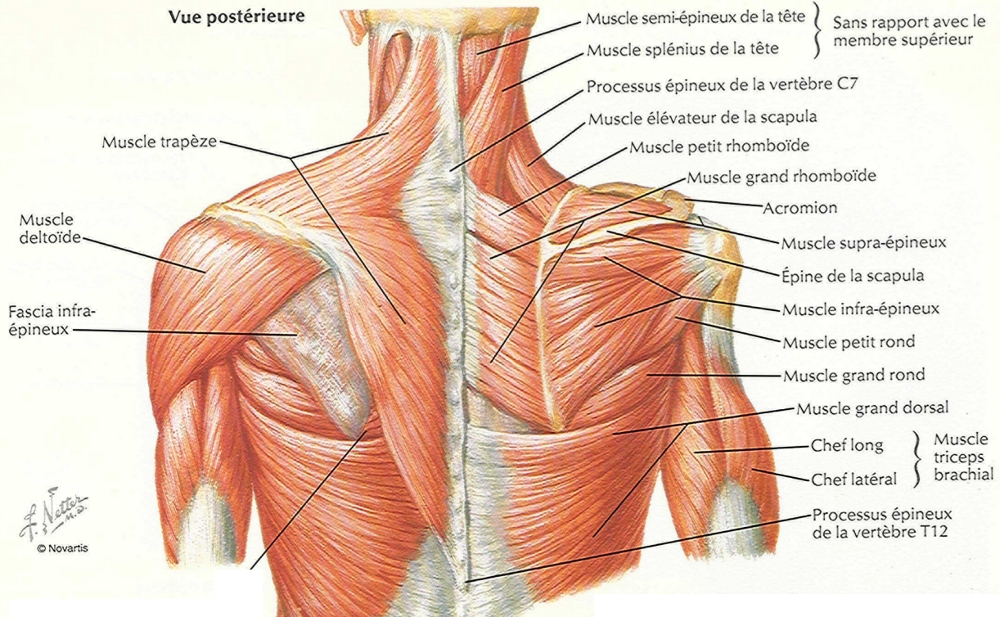 Vue postérieure
Muscle semi-épineux de la tête
Muscle splénius de la tête
Sans rapport avec le
membre supérieur
Processus épineux de la vertèbre C7
Muscle élévateur de la scapula
Muscle petit rhomboïde
Muscle grand rhomboïde
Acromion
Muscle supra-épineux
Épine de la scapula
Muscle infra-épineux
Muscle petit rond
Muscle grand rond
Muscle grand dorsal
Chef long
Chef latéral
Muscle
triceps
brachial
Processus épineux
de la vertèbre T12
Muscle trapèze
Muscle
deltoïde
Fascia infra-
épineux
F. Netter
M.D.
© Novartis